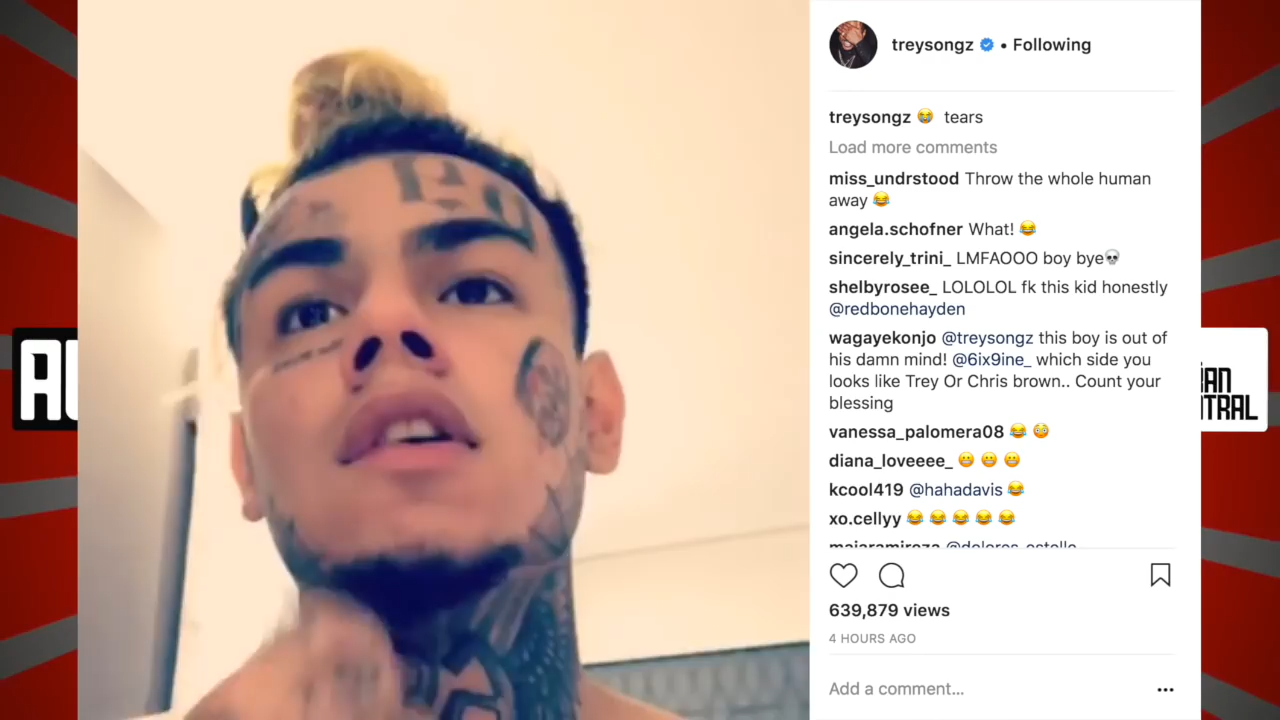 treysongz • Following
treysongz 😂 tears
Load more comments
miss_undrstood Throw the whole human
away 😂
angela.schofner What! 😂
sincerely_trini_ LMFAOOO boy bye💀
shelbyrosee_ LOLOLOL fk this kid honestly
@redbonehayden
wagayekonjo @treysongz this boy is out of
his damn mind! @6ix9ine_ which side you
looks like Trey Or Chris brown.. Count your
blessing
vanessa_palomera08 😂 😳
diana_loveeee_ 😬 😬 😬
kcool419 @hahadavis 😂
xo.cellyy 😂 😂 😂 😂 😂
639,879 views
4 HOURS AGO
Add a comment...